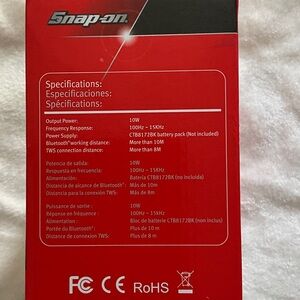 Snap-on
Specifications:
Especificaciones:
Spécifications:
Output Power: 10W
Frequency Response: 100Hz – 15KHz
Power Supply: CTB8172BK battery pack (Not included)
Bluetooth® working distance: More than 10M
TWS connection distance: More than 8M
Potencia de salida: 10W
Respuesta en frecuencia: 100Hz – 15KHz
Alimentación: Batería CTB8172BK (no incluida)
Distancia de alcance de Bluetooth®: Más de 10m
Distancia para la conexión TWS: Más de 8m
Puissance de sortie : 10W
Réponse en fréquence : 100Hz – 15kHz
Alimentation : Bloc de batterie CTB8172BK (non inclus)
Portée du Bluetooth® : Plus de 10 m
Distance de connexion TWS : Plus de 8 m
FC CE RoHS